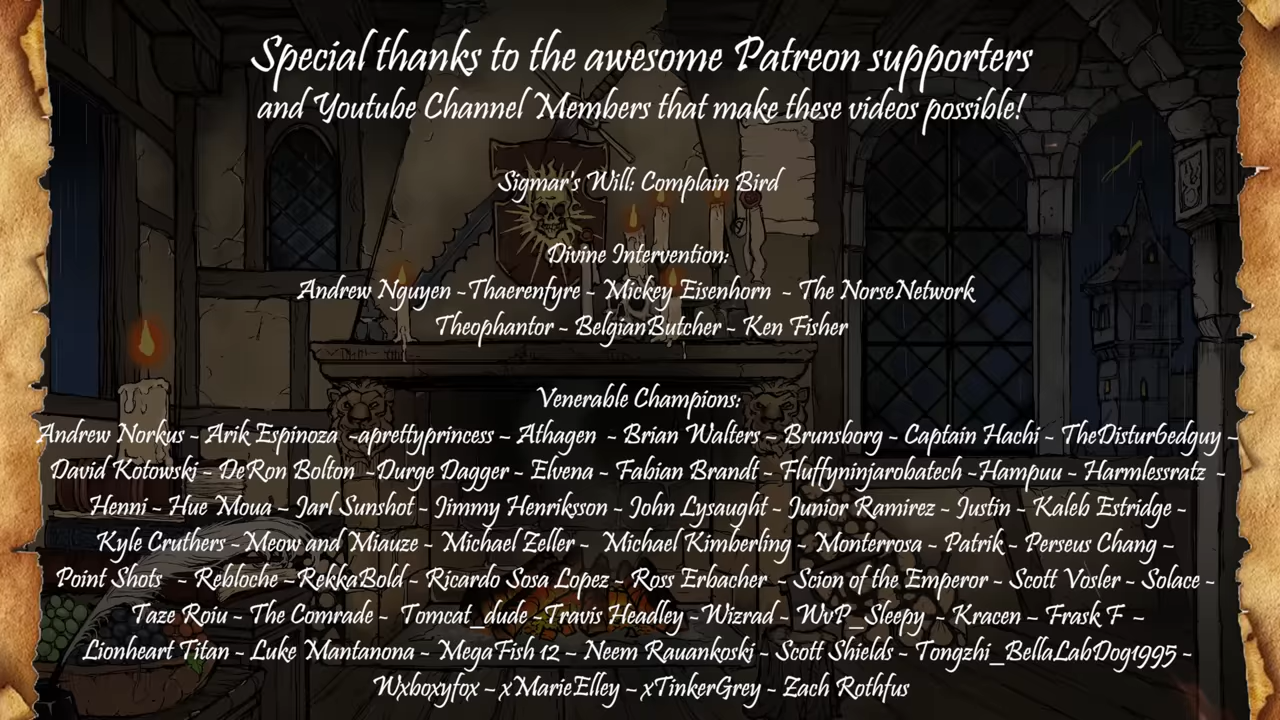 Special thanks to the awesome Patreon supporters
and Youtube Channel Members that make these videos possible!
Sigmar's Will: Complain Bird
Divine Intervention:
Andrew Nguyen -Thaerenfyre - Mickey Eisenhorn - The NorseNetwork
Theophantor - BelgianButcher - Ken Fisher
Venerable Champions:
Andrew Norkus - Arik Espinoza -aprettyprincess - Athagen - Brian Walters - Brunsborg - Captain Hachi - TheDistur6edguy -
David Kotowski - DeRon Bolton -Durge Dagger - Elvena - Fabian Brandt - Fluffyninjarobatech -Hampuu - Harmlessratz -
Henni - Hue Moua - Jarl Sunshot - Jimmy Henriksson - John Lysaught - Junior Ramirez - Justin - Kaleb Estridge -
Kyle Cruthers - Meow and Miauze - Michael Zeller - Michael Kimberling - Monterrosa - Patrik - Perseus Chang -
Point Shots - Rebloche -RekkaBold - Ricardo Sosa Lopez - Ross Erbacher - Scion of the Emperor - Scott Vosler - Solace -
Taze Roiu - The Comrade - Tomcat_dude -Travis Headley - Wizrad - WvP_Sleepy - Kracen - Frask F -
Lionheart Titan - Luke Mantanona - MegaFish 12 - Neem Rauankoski - Scott Shields - Tongzhi_BellaLabDog1995 -
Wxboxyfox - xMarieElley - xTinkerGrey - Zach Rothfus